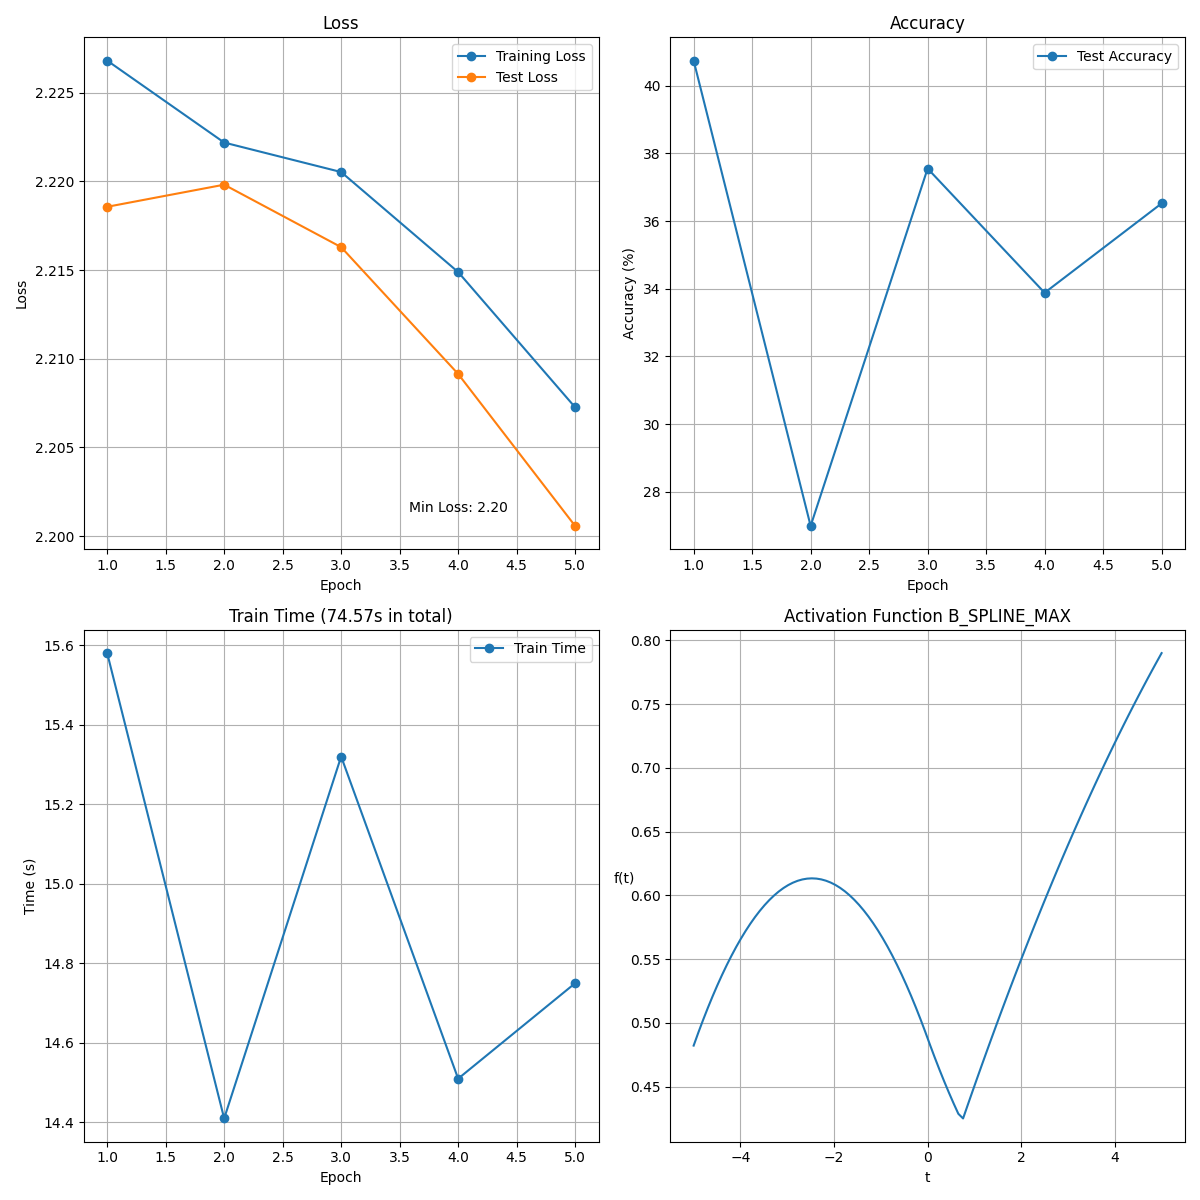 Loss
Training Loss
Test Loss
2.225
2.220
2.215
2.210
2.205
2.200
Loss
Min Loss: 2.20
1.0 1.5 2.0 2.5 3.0 3.5 4.0 4.5 5.0
Epoch
Accuracy
Test Accuracy
40
38
36
34
32
30
28
Accuracy (%)
1.0 1.5 2.0 2.5 3.0 3.5 4.0 4.5 5.0
Epoch
Train Time (74.57s in total)
Train Time
15.6
15.4
15.2
15.0
14.8
14.6
14.4
Time (s)
1.0 1.5 2.0 2.5 3.0 3.5 4.0 4.5 5.0
Epoch
Activation Function B_SPLINE_MAX
0.80
0.75
0.70
0.65
0.60
0.55
0.50
0.45
f(t)
−4 −2 0 2 4
t